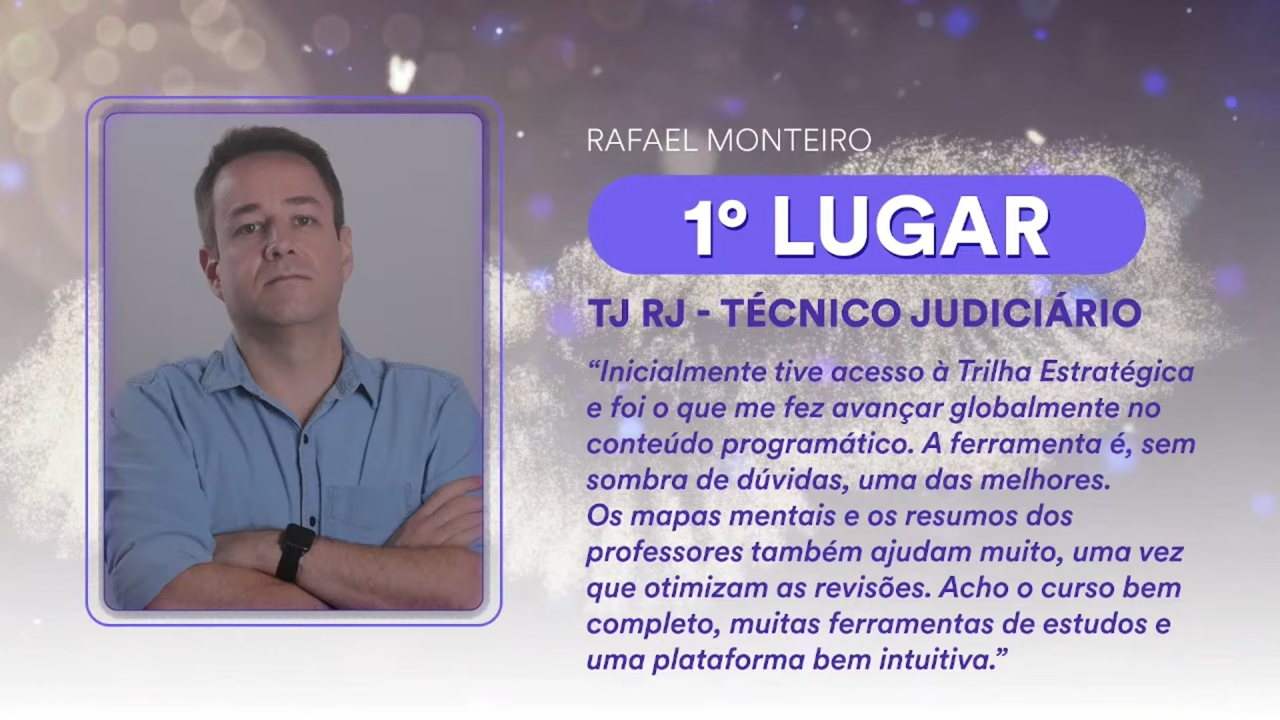 RAFAEL MONTEIRO
1º LUGAR
TJ RJ - TÉCNICO JUDICIÁRIO
“Inicialmente tive acesso à Trilha Estratégica
e foi o que me fez avançar globalmente no
conteúdo programático. A ferramenta é, sem
sombra de dúvidas, uma das melhores.
Os mapas mentais e os resumos dos
professores também ajudam muito, uma vez
que otimizam as revisões. Acho o curso bem
completo, muitas ferramentas de estudos e
uma plataforma bem intuitiva.”